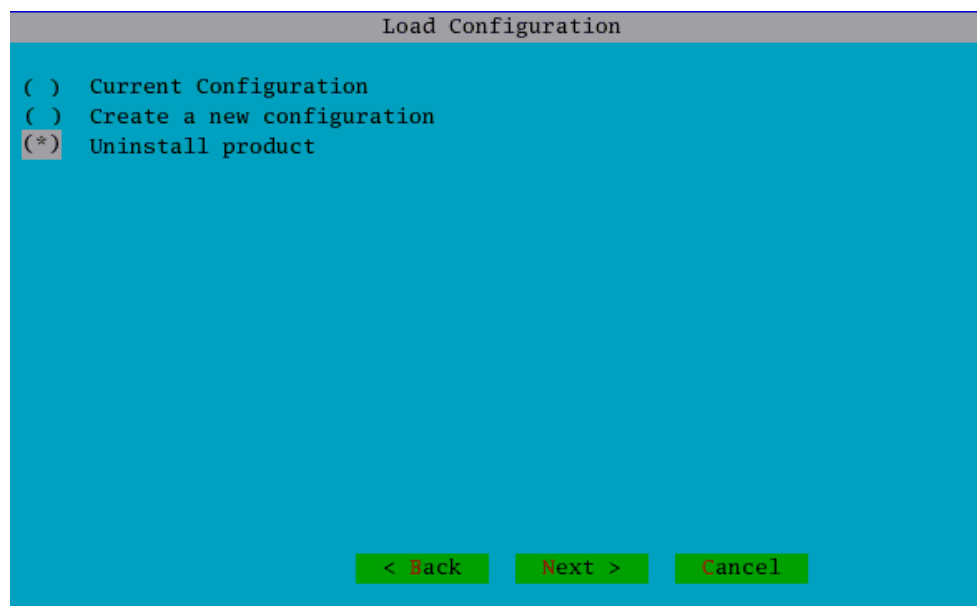 Load Configuration
( ) Current Configuration
( ) Create a new configuration
(*) Uninstall product
< Back Next > Cancel